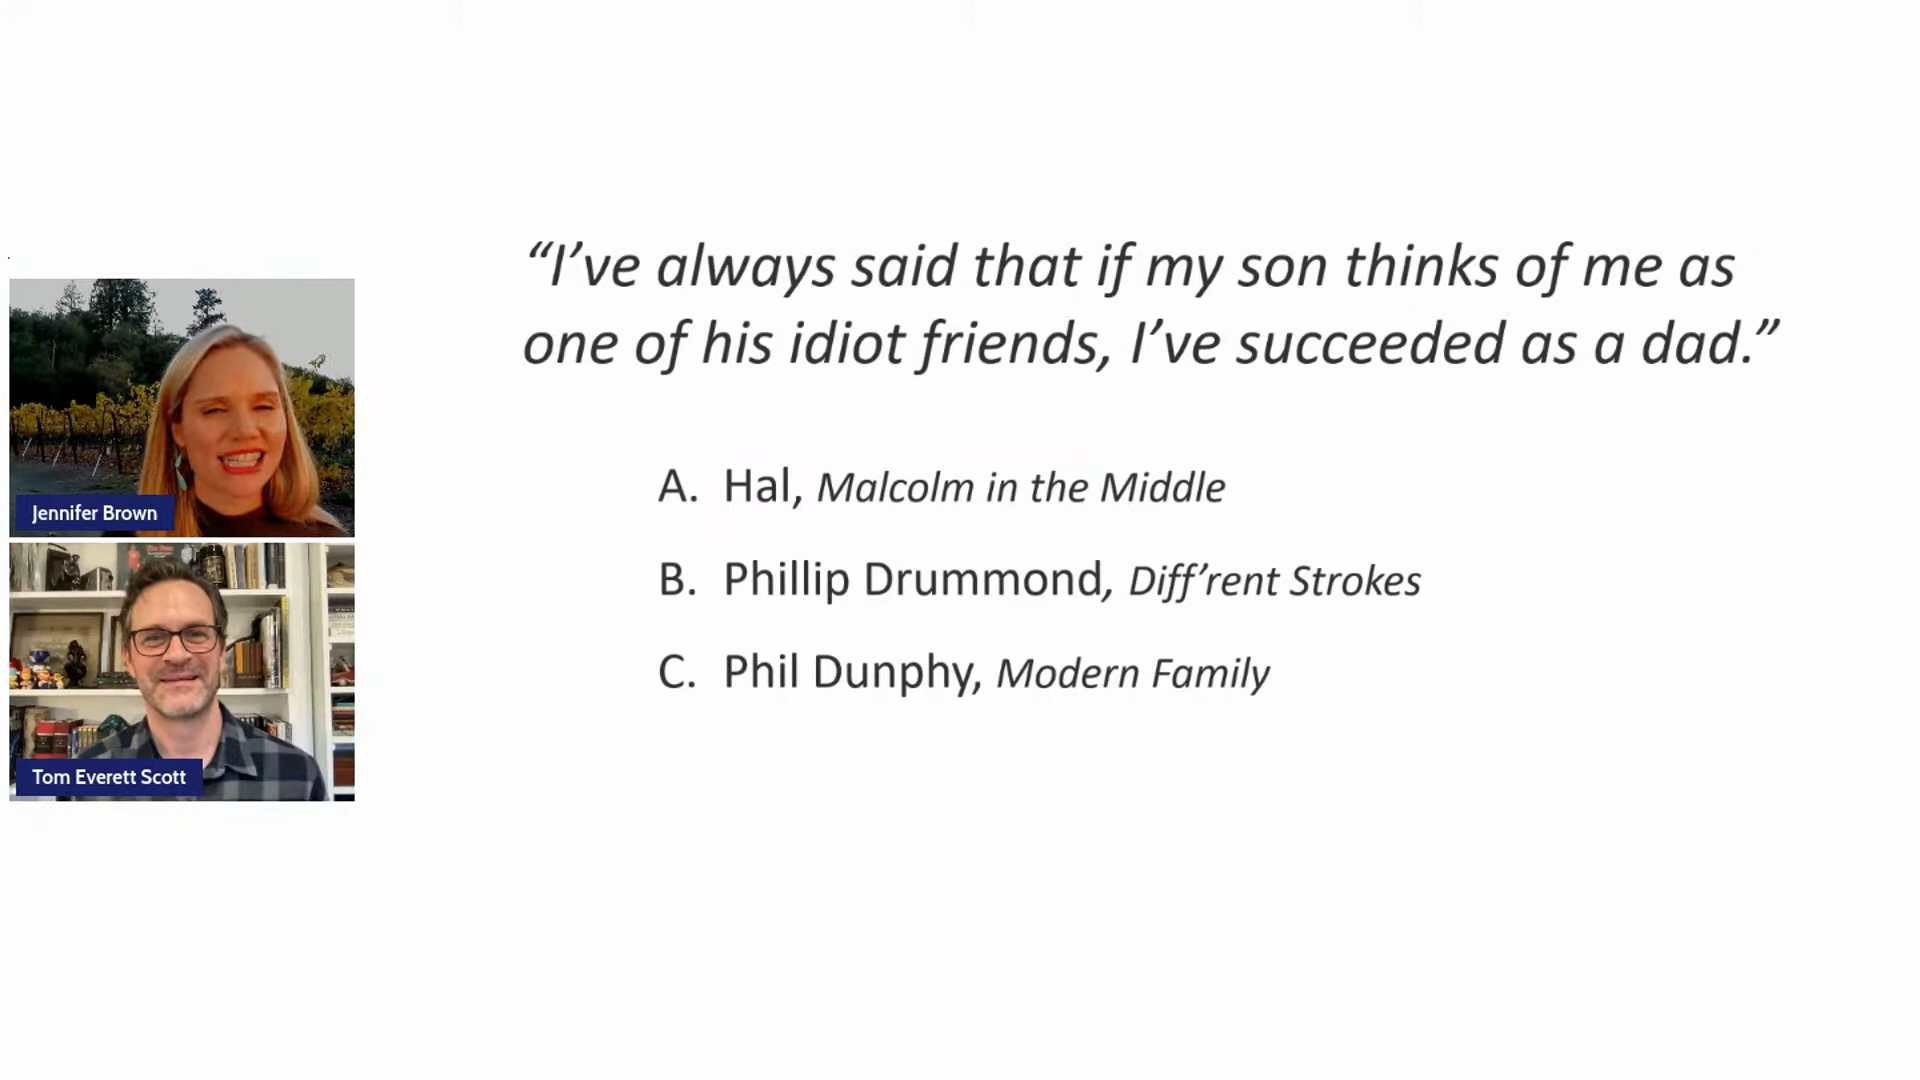 “I’ve always said that if my son thinks of me as
one of his idiot friends, I’ve succeeded as a dad.”
A. Hal, Malcolm in the Middle
B. Phillip Drummond, Diff’rent Strokes
C. Phil Dunphy, Modern Family
Jennifer Brown
Tom Everett Scott